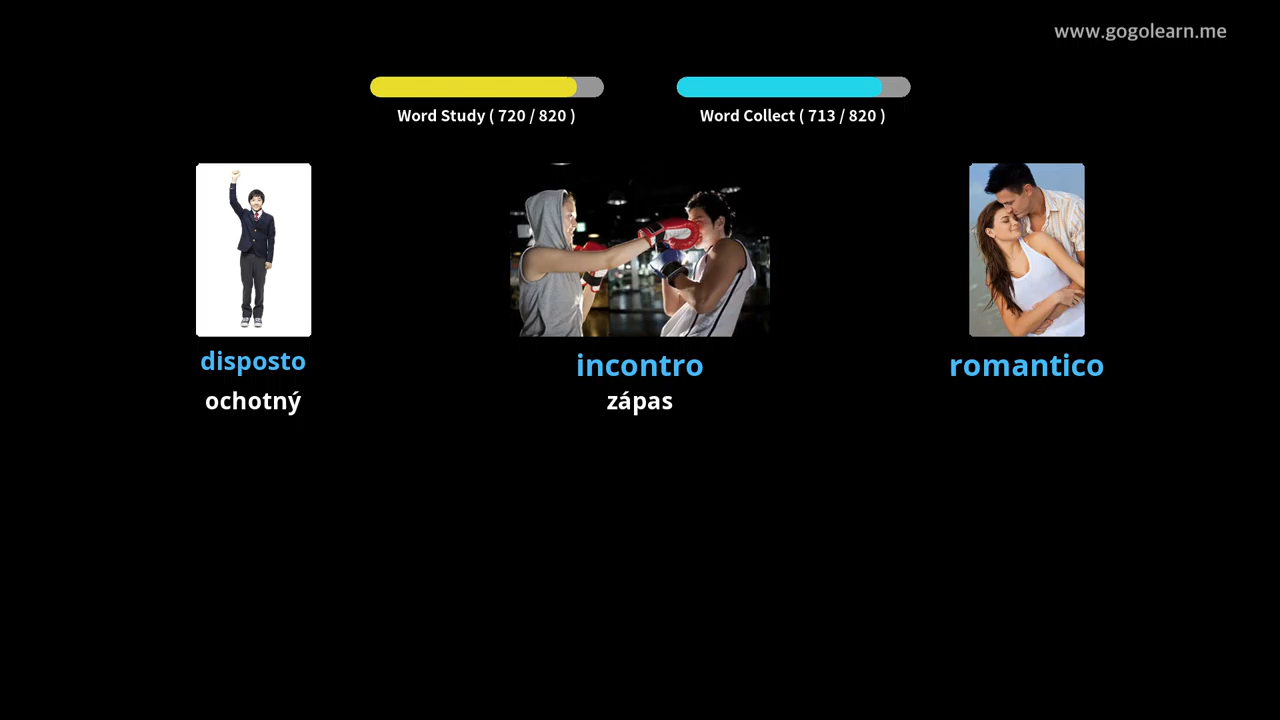 www.gogolearn.me
Word Study ( 720 / 820 )
Word Collect ( 713 / 820 )
disposto
ochotný
incontro
zápas
romantico